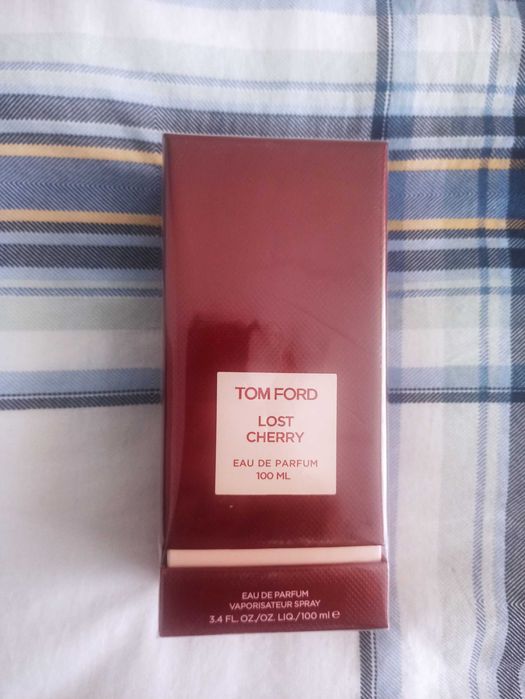 TOM FORD
LOST
CHERRY
EAU DE PARFUM
100 ML
EAU DE PARFUM
VAPORISATEUR SPRAY
3.4 FL. OZ./OZ. LIQ./100 ml ℮